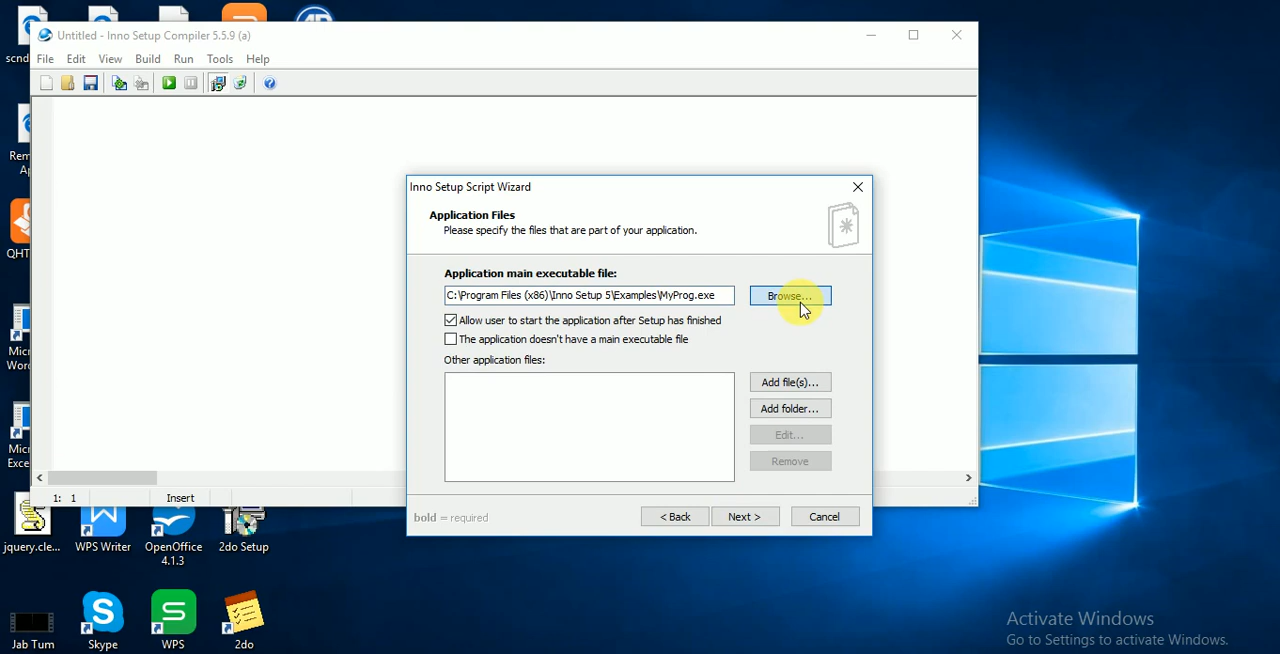 Untitled - Inno Setup Compiler 5.5.9 (a)
File Edit View Build Run Tools Help
Inno Setup Script Wizard
Application Files
Please specify the files that are part of your application.
Application main executable file:
C:\Program Files (x86)\Inno Setup 5\Examples\MyProg.exe
Browse...
Allow user to start the application after Setup has finished
The application doesn't have a main executable file
Other application files:
Add file(s)...
Add folder...
Edit...
Remove
bold = required
< Back
Next >
Cancel
1: 1
Insert
scnd
Rem
Ap
QHT
Micr
Word
Micr
Exce
jquery.cle...
WPS Writer
OpenOffice
4.1.3
2do Setup
Jab Tum
Skype
WPS
2do
Activate Windows
Go to Settings to activate Windows.